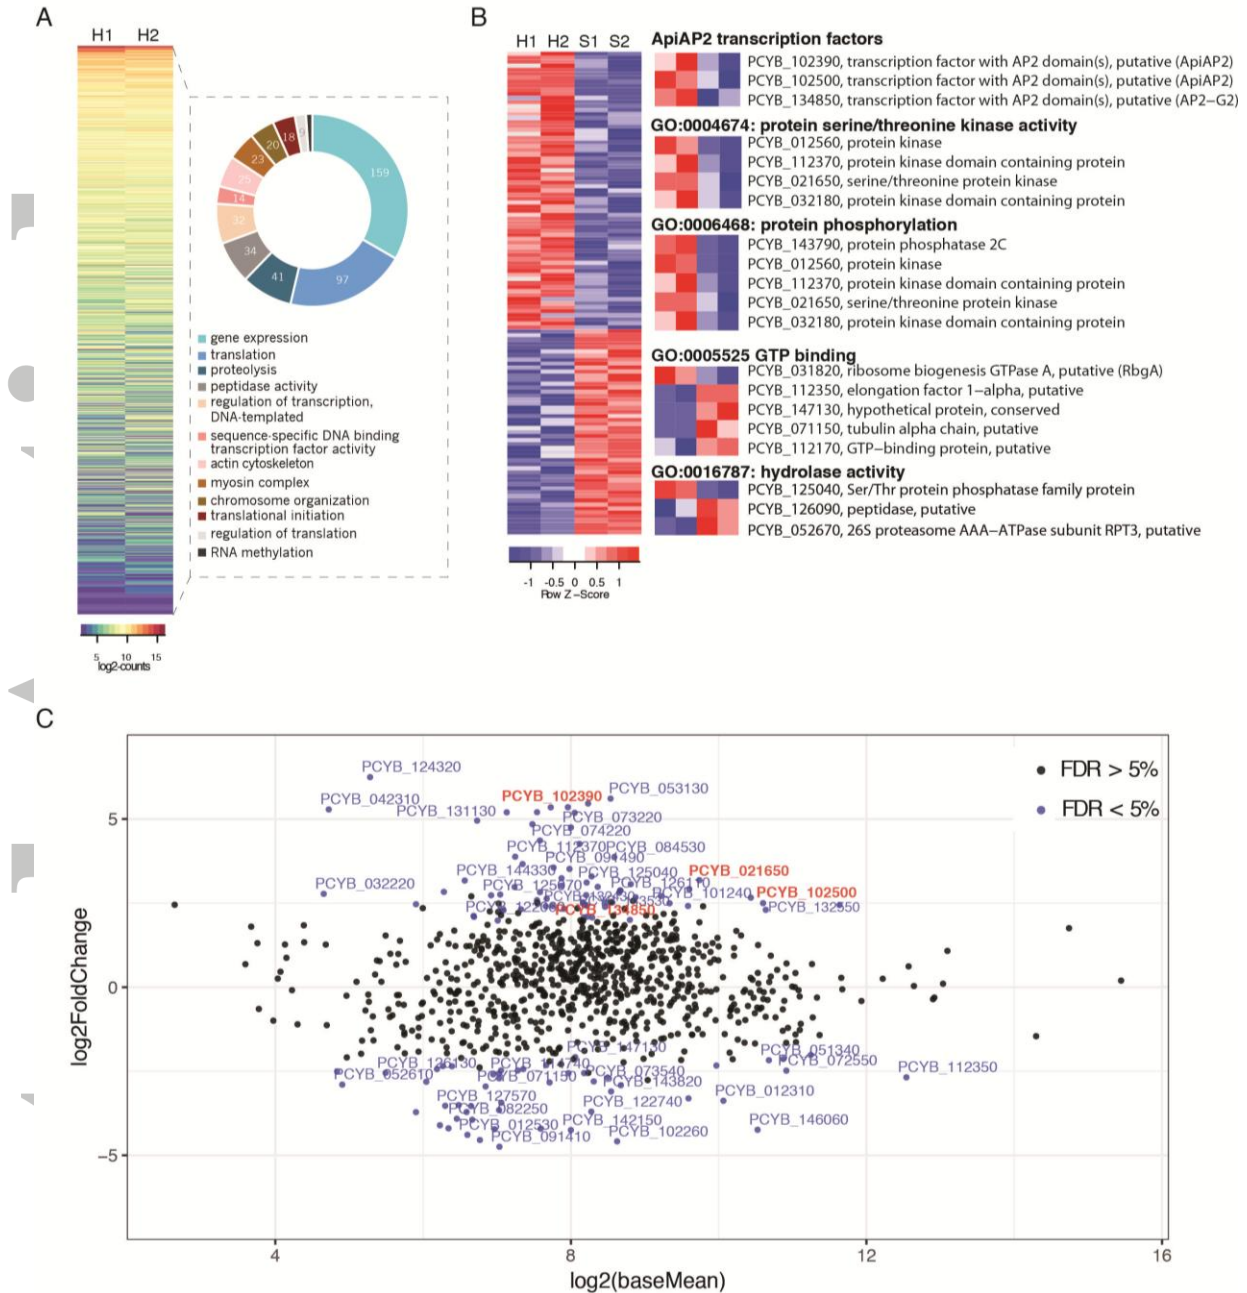 A
H1 H2
159
97
41
34
32
14
25
23
20
18
9
gene expression
translation
proteolysis
peptidase activity
regulation of transcription,
DNA-templated
sequence-specific DNA binding
transcription factor activity
actin cytoskeleton
myosin complex
chromosome organization
translational initiation
regulation of translation
RNA methylation
5 10 15
log2-counts
B
H1 H2 S1 S2
ApiAP2 transcription factors
PCYB_102390, transcription factor with AP2 domain(s), putative (ApiAP2)
PCYB_102500, transcription factor with AP2 domain(s), putative (ApiAP2)
PCYB_134850, transcription factor with AP2 domain(s), putative (AP2-G2)
GO:0004674: protein serine/threonine kinase activity
PCYB_012560, protein kinase
PCYB_112370, protein kinase domain containing protein
PCYB_021650, serine/threonine protein kinase
PCYB_032180, protein kinase domain containing protein
GO:0006468: protein phosphorylation
PCYB_143790, protein phosphatase 2C
PCYB_012560, protein kinase
PCYB_112370, protein kinase domain containing protein
PCYB_021650, serine/threonine protein kinase
PCYB_032180, protein kinase domain containing protein
GO:0005525 GTP binding
PCYB_031820, ribosome biogenesis GTPase A, putative (RbgA)
PCYB_112350, elongation factor 1-alpha, putative
PCYB_147130, hypothetical protein, conserved
PCYB_071150, tubulin alpha chain, putative
PCYB_112170, GTP-binding protein, putative
GO:0016787: hydrolase activity
PCYB_125040, Ser/Thr protein phosphatase family protein
PCYB_126090, peptidase, putative
PCYB_052670, 26S proteasome AAA-ATPase subunit RPT3, putative
-1 -0.5 0 0.5 1
Row Z-Score
C
FDR > 5%
FDR < 5%
PCYB_124320
PCYB_042310
PCYB_131130
PCYB_102390
PCYB_053130
PCYB_073220
PCYB_074220
PCYB_112370
PCYB_084530
PCYB_091490
PCYB_144330
PCYB_125040
PCYB_021650
PCYB_032220
PCYB_126110
PCYB_101240
PCYB_102500
PCYB_132550
PCYB_134850
PCYB_147130
PCYB_051340
PCYB_072550
PCYB_112350
PCYB_126130
PCYB_052610
PCYB_071150
PCYB_073540
PCYB_143820
PCYB_012310
PCYB_127570
PCYB_122740
PCYB_082250
PCYB_012530
PCYB_142150
PCYB_146060
PCYB_091410
PCYB_102260
5
0
-5
log2FoldChange
4 8 12 16
log2(baseMean)